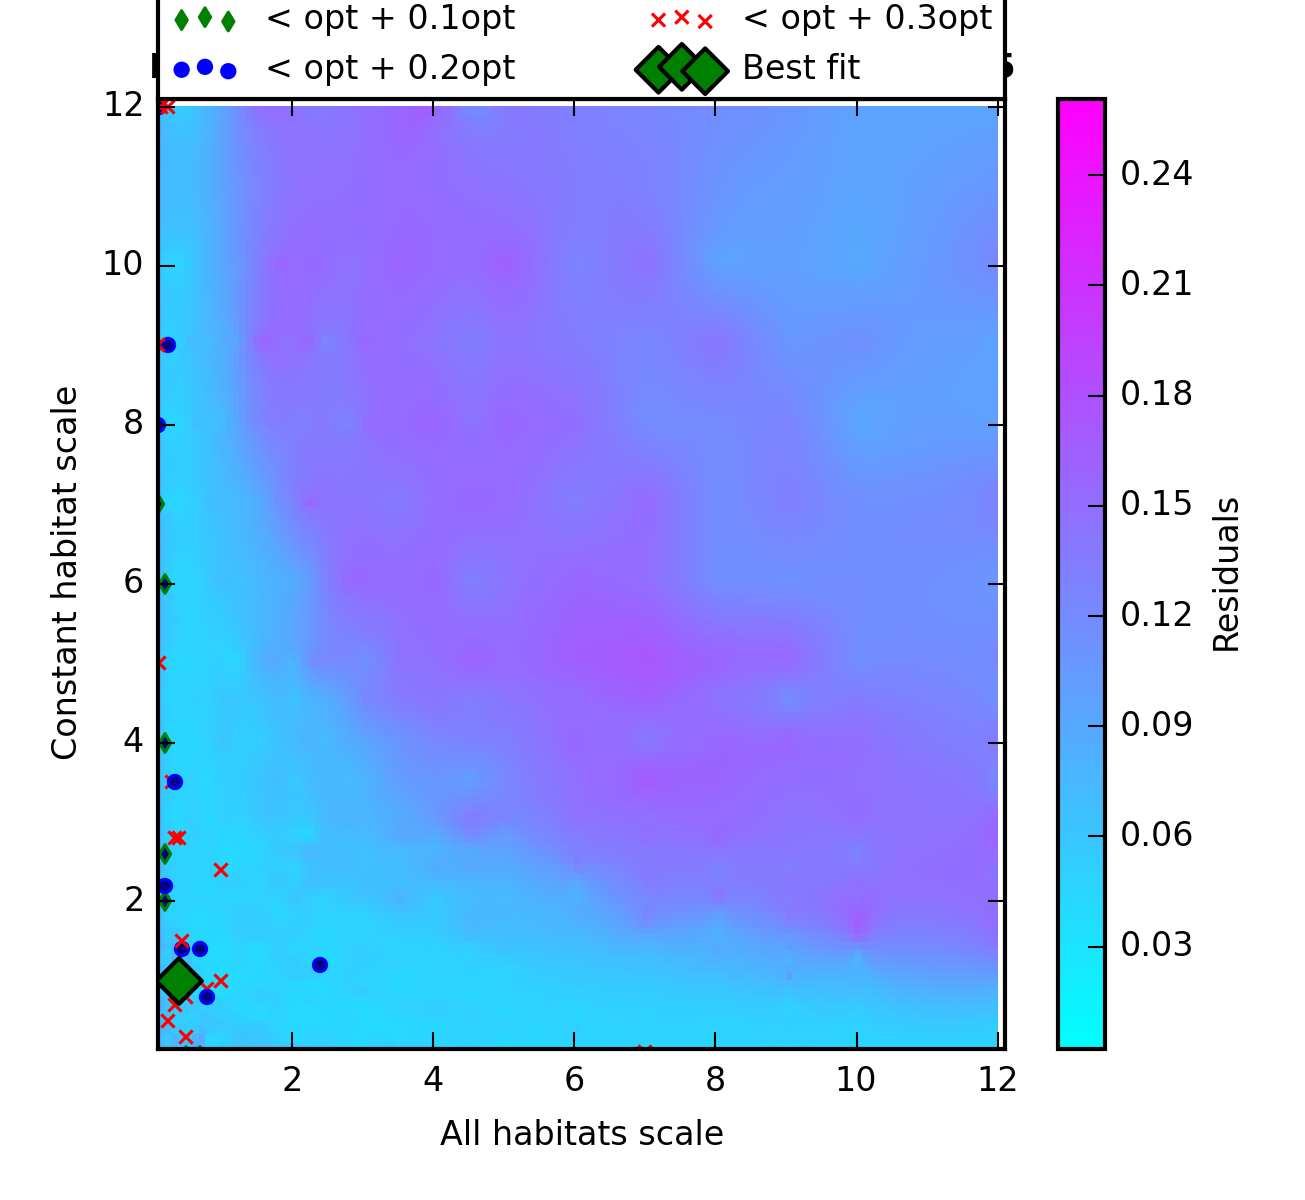 < opt + 0.1opt < opt + 0.3opt
< opt + 0.2opt Best fit
12
10
8
6
4
2
Constant habitat scale
2 4 6 8 10 12
All habitats scale
0.24
0.21
0.18
0.15
0.12
0.09
0.06
0.03
Residuals